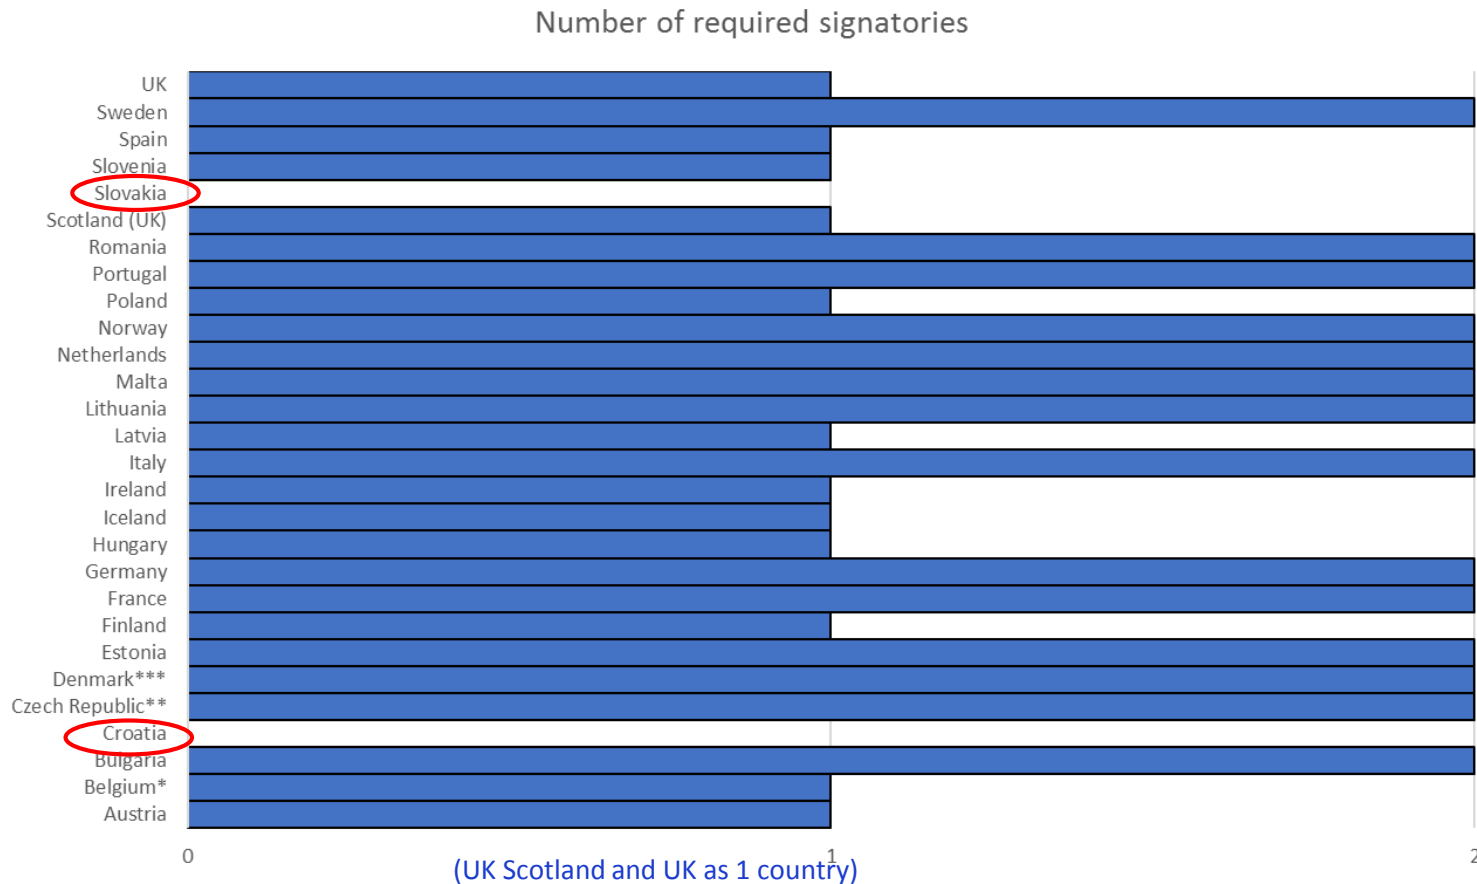 Number of required signatories
UK
Sweden
Spain
Slovenia
Slovakia
Scotland (UK)
Romania
Portugal
Poland
Norway
Netherlands
Malta
Lithuania
Latvia
Italy
Ireland
Iceland
Hungary
Germany
France
Finland
Estonia
Denmark***
Czech Republic**
Croatia
Bulgaria
Belgium*
Austria
0 1 2
(UK Scotland and UK as 1 country)